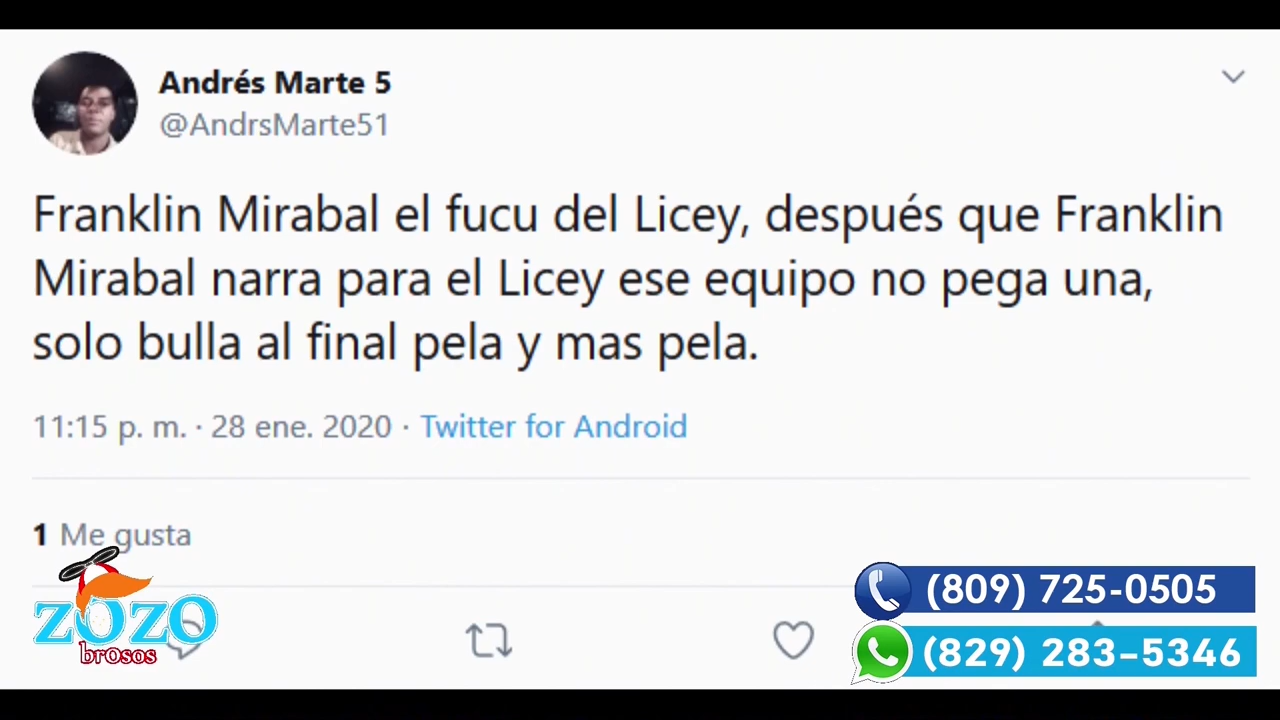 Andrés Marte 5
@AndrsMarte51
Franklin Mirabal el fucu del Licey, después que Franklin
Mirabal narra para el Licey ese equipo no pega una,
solo bulla al final pela y mas pela.
11:15 p. m. · 28 ene. 2020 · Twitter for Android
1 Me gusta
zozo
brosos
(809) 725-0505
(829) 283-5346